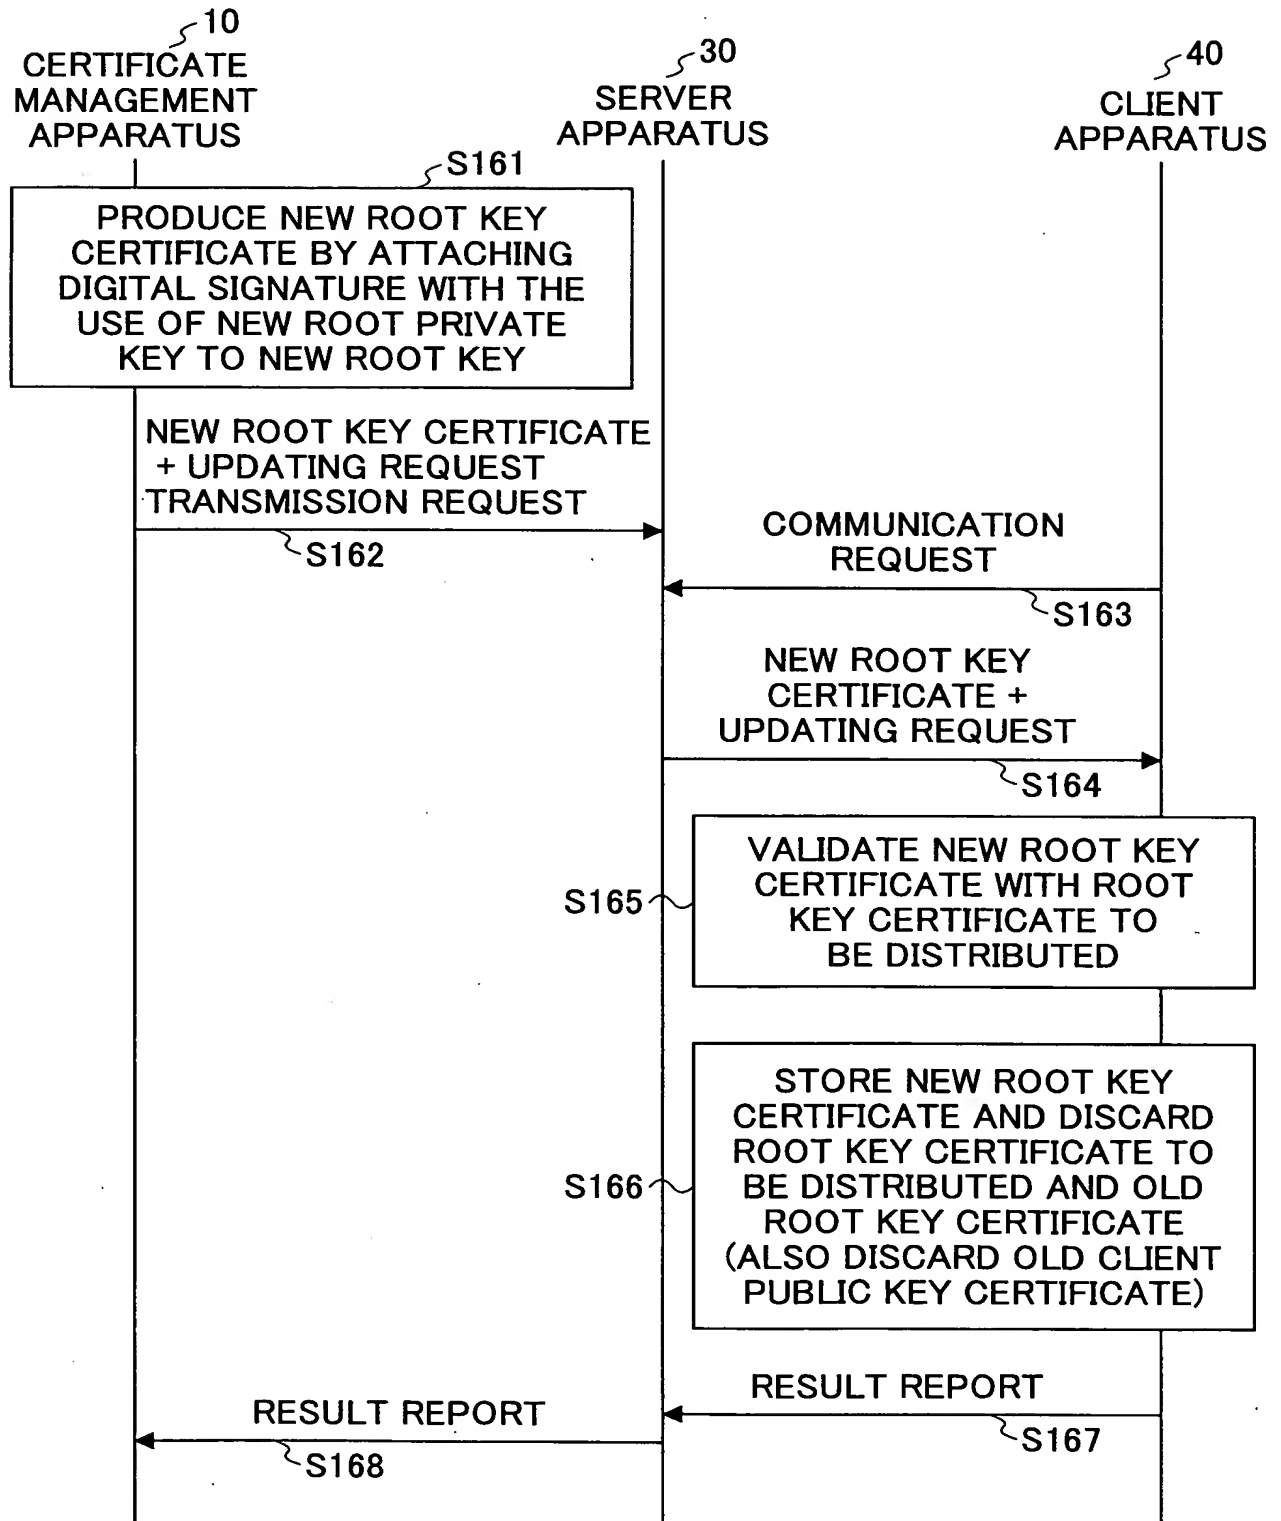 10
CERTIFICATE
MANAGEMENT
APPARATUS
30
SERVER
APPARATUS
40
CLIENT
APPARATUS
S161
PRODUCE NEW ROOT KEY
CERTIFICATE BY ATTACHING
DIGITAL SIGNATURE WITH THE
USE OF NEW ROOT PRIVATE
KEY TO NEW ROOT KEY
NEW ROOT KEY CERTIFICATE
+ UPDATING REQUEST
TRANSMISSION REQUEST
S162
COMMUNICATION
REQUEST
S163
NEW ROOT KEY
CERTIFICATE +
UPDATING REQUEST
S164
S165
VALIDATE NEW ROOT KEY
CERTIFICATE WITH ROOT
KEY CERTIFICATE TO
BE DISTRIBUTED
S166
STORE NEW ROOT KEY
CERTIFICATE AND DISCARD
ROOT KEY CERTIFICATE TO
BE DISTRIBUTED AND OLD
ROOT KEY CERTIFICATE
(ALSO DISCARD OLD CLIENT
PUBLIC KEY CERTIFICATE)
RESULT REPORT
S167
RESULT REPORT
S168